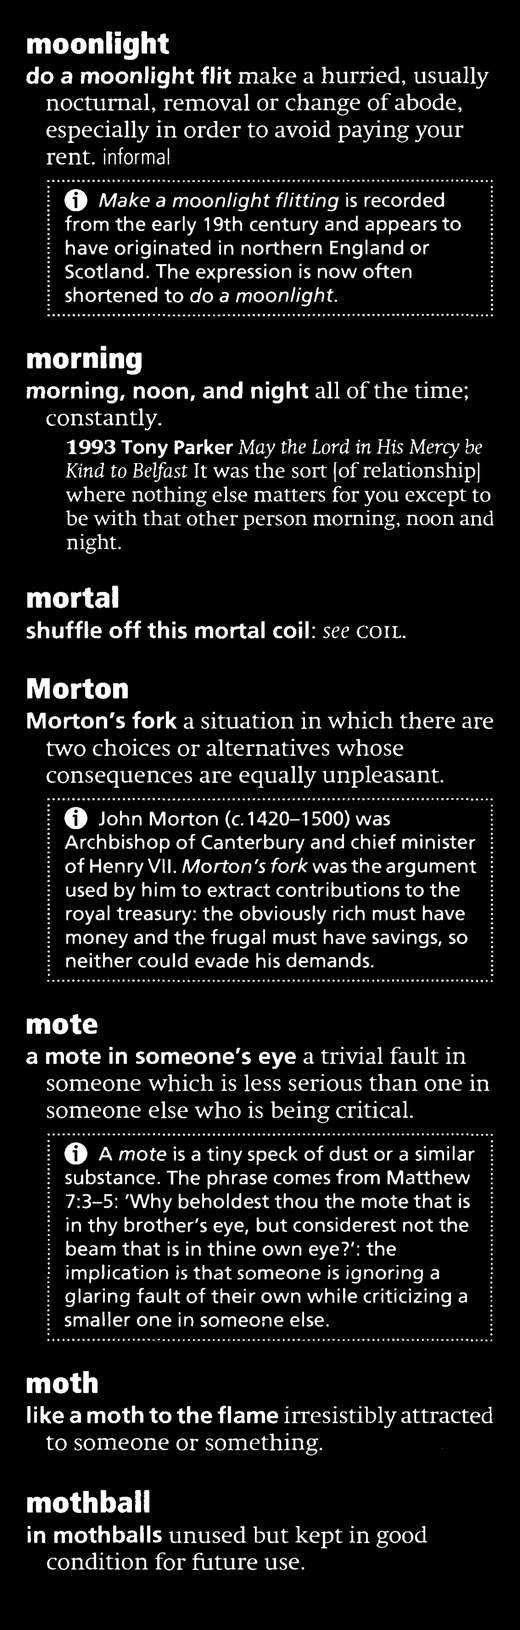 moonlight
do a moonlight flit make a hurried, usually
nocturnal, removal or change of abode,
especially in order to avoid paying your
rent. informal
ⓘ Make a moonlight flitting is recorded
from the early 19th century and appears to
have originated in northern England or
Scotland. The expression is now often
shortened to do a moonlight.
morning
morning, noon, and night all of the time;
constantly.
1993 Tony Parker May the Lord in His Mercy be
Kind to Belfast It was the sort [of relationship]
where nothing else matters for you except to
be with that other person morning, noon and
night.
mortal
shuffle off this mortal coil: see COIL.
Morton
Morton's fork a situation in which there are
two choices or alternatives whose
consequences are equally unpleasant.
ⓘ John Morton (c.1420–1500) was
Archbishop of Canterbury and chief minister
of Henry VII. Morton's fork was the argument
used by him to extract contributions to the
royal treasury: the obviously rich must have
money and the frugal must have savings, so
neither could evade his demands.
mote
a mote in someone's eye a trivial fault in
someone which is less serious than one in
someone else who is being critical.
ⓘ A mote is a tiny speck of dust or a similar
substance. The phrase comes from Matthew
7:3–5: 'Why beholdest thou the mote that is
in thy brother's eye, but considerest not the
beam that is in thine own eye?': the
implication is that someone is ignoring a
glaring fault of their own while criticizing a
smaller one in someone else.
moth
like a moth to the flame irresistibly attracted
to someone or something.
mothball
in mothballs unused but kept in good
condition for future use.